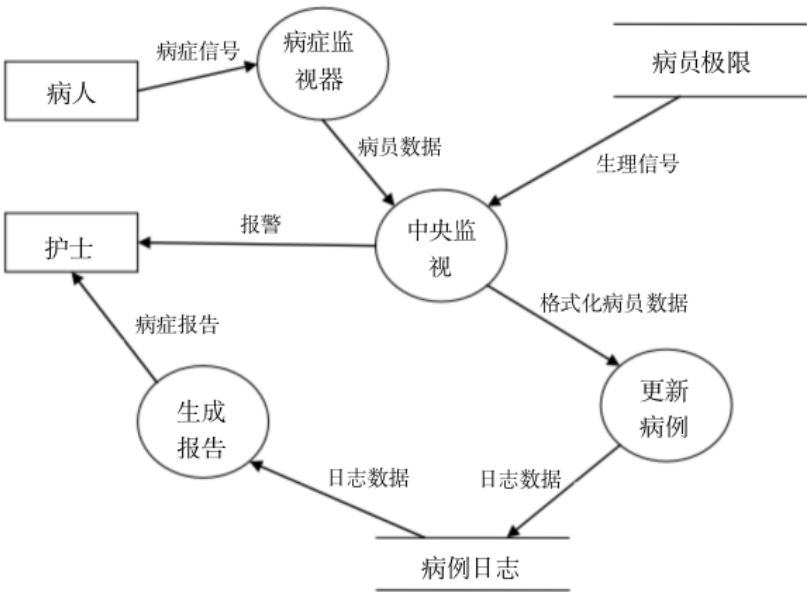 病症信号
病症监
视器
病人
病员极限
病员数据
生理信号
报警
护士
中央监
视
格式化病员数据
病症报告
更新
病例
生成
报告
日志数据
日志数据
病例日志